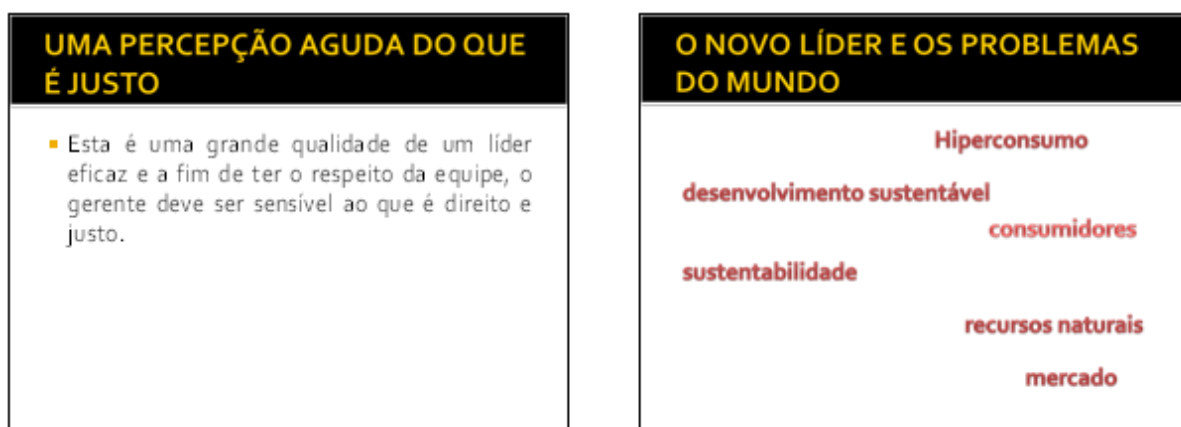 UMA PERCEPÇÃO AGUDA DO QUE
É JUSTO
Esta é uma grande qualidade de um líder
eficaz e a fim de ter o respeito da equipe, o
gerente deve ser sensível ao que é direito e
justo.
O NOVO LÍDER E OS PROBLEMAS
DO MUNDO
Hiperconsumo
desenvolvimento sustentável
consumidores
sustentabilidade
recursos naturais
mercado